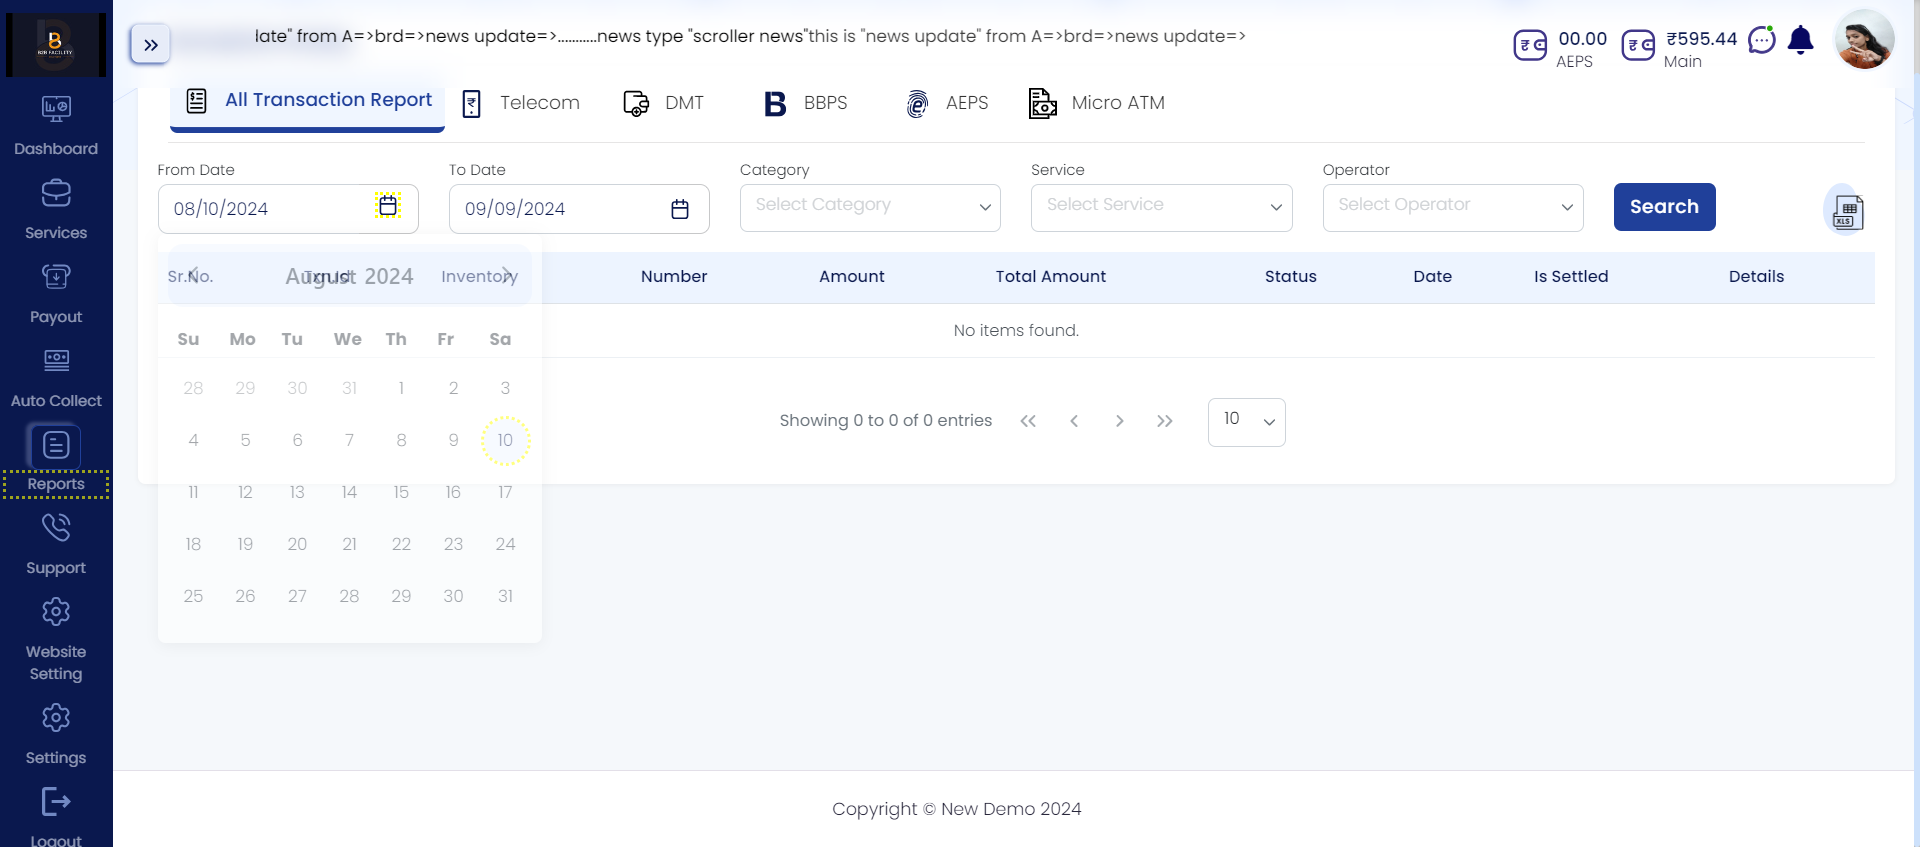 B2B FACILITY
Dashboard
Services
Payout
Auto Collect
Reports
Support
Website
Setting
Settings
Logout
date" from A=>brd=>news update=>...........news type "scroller news"this is "news update" from A=>brd=>news update=>
00.00
AEPS
₹595.44
Main
All Transaction Report
Telecom
DMT
BBPS
AEPS
Micro ATM
From Date
To Date
Category
Service
Operator
08/10/2024
09/09/2024
Select Category
Select Service
Select Operator
Search
XLS
Sr.No. Txn Id Inventory Number Amount Total Amount Status Date Is Settled Details
August 2024
No items found.
Su Mo Tu We Th Fr Sa
28 29 30 31 1 2 3
4 5 6 7 8 9 10
11 12 13 14 15 16 17
18 19 20 21 22 23 24
25 26 27 28 29 30 31
Showing 0 to 0 of 0 entries
10
Copyright © New Demo 2024